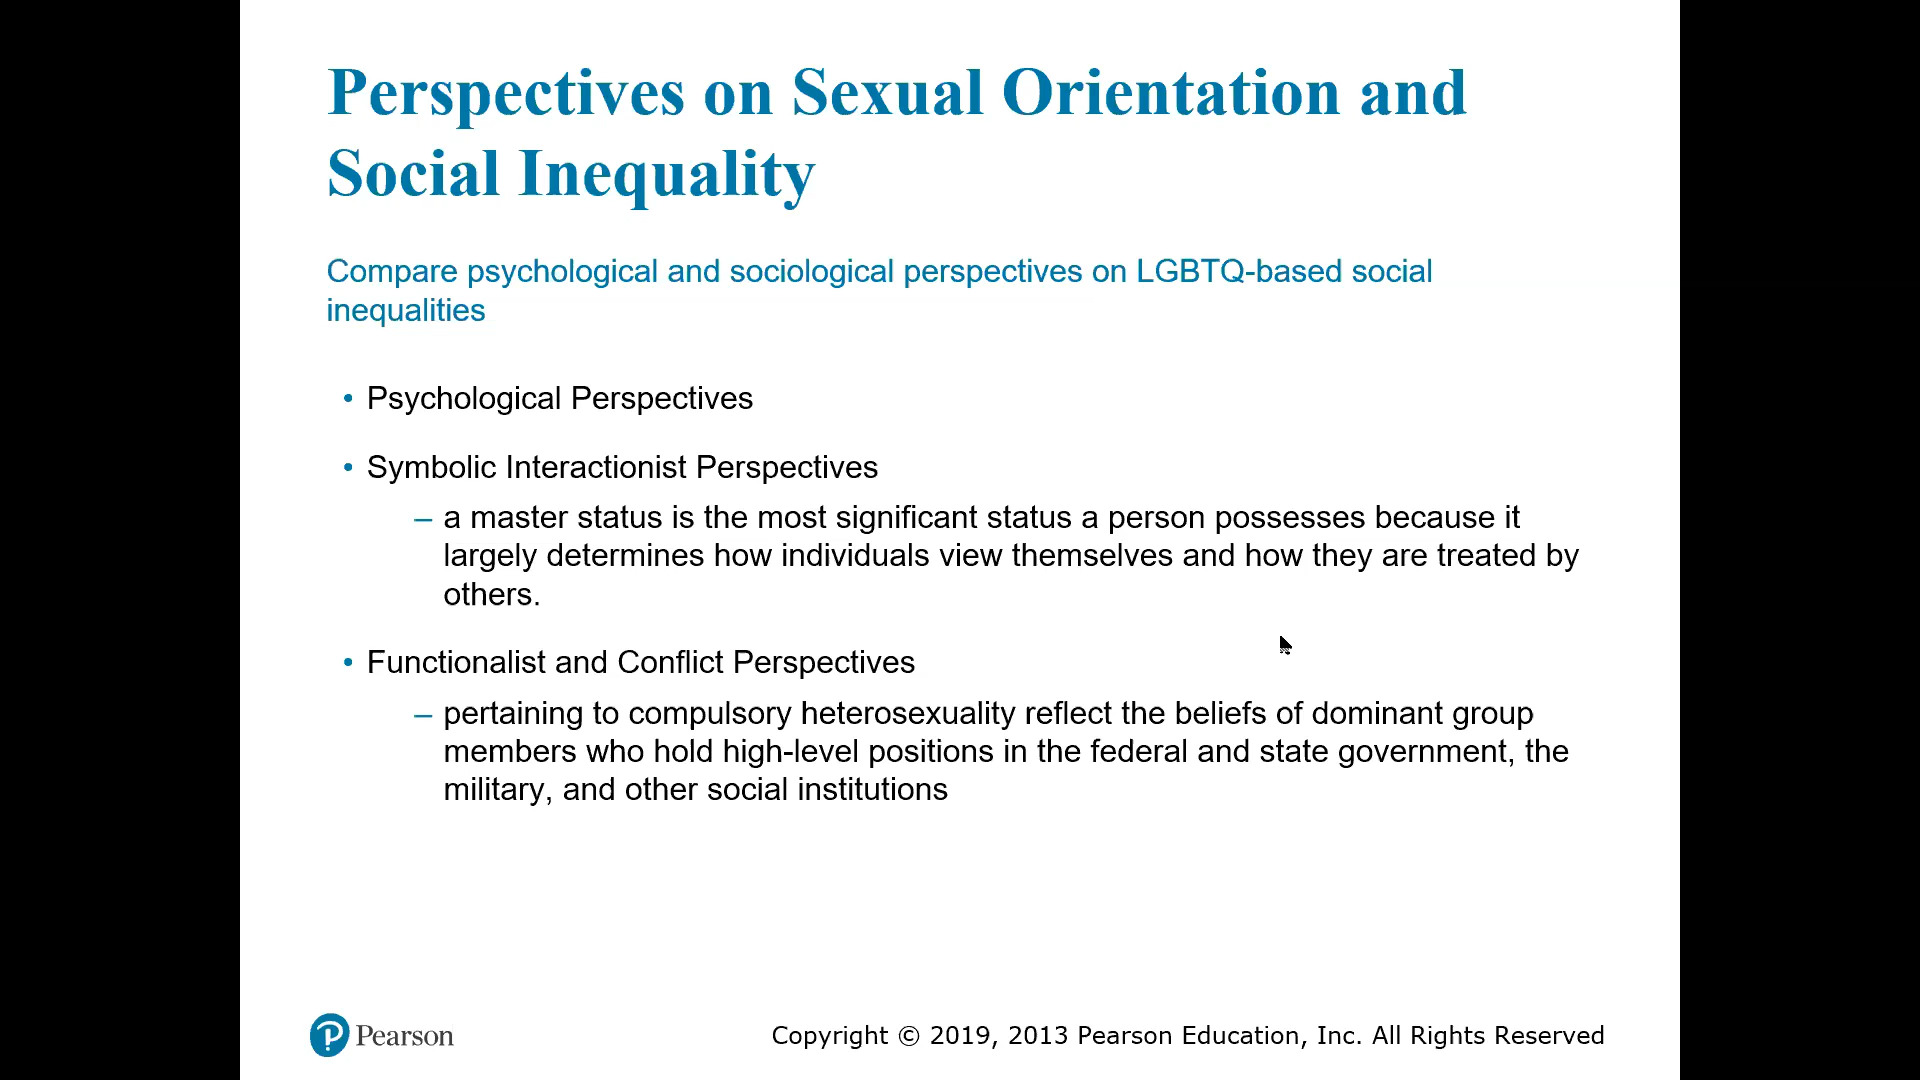 Perspectives on Sexual Orientation and
Social Inequality
Compare psychological and sociological perspectives on LGBTQ-based social
inequalities
• Psychological Perspectives
• Symbolic Interactionist Perspectives
– a master status is the most significant status a person possesses because it
largely determines how individuals view themselves and how they are treated by
others.
• Functionalist and Conflict Perspectives
– pertaining to compulsory heterosexuality reflect the beliefs of dominant group
members who hold high-level positions in the federal and state government, the
military, and other social institutions
Pearson
Copyright © 2019, 2013 Pearson Education, Inc. All Rights Reserved